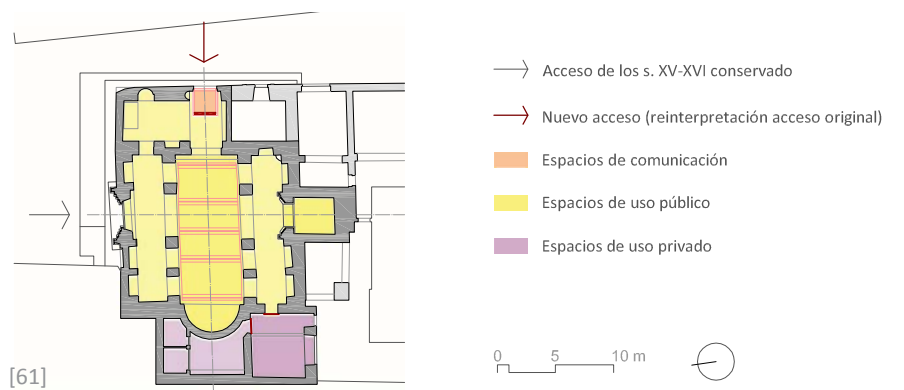 Acceso de los s. XV-XVI conservado
Nuevo acceso (reinterpretación acceso original)
Espacios de comunicación
Espacios de uso público
Espacios de uso privado
0 5 10 m
[61]